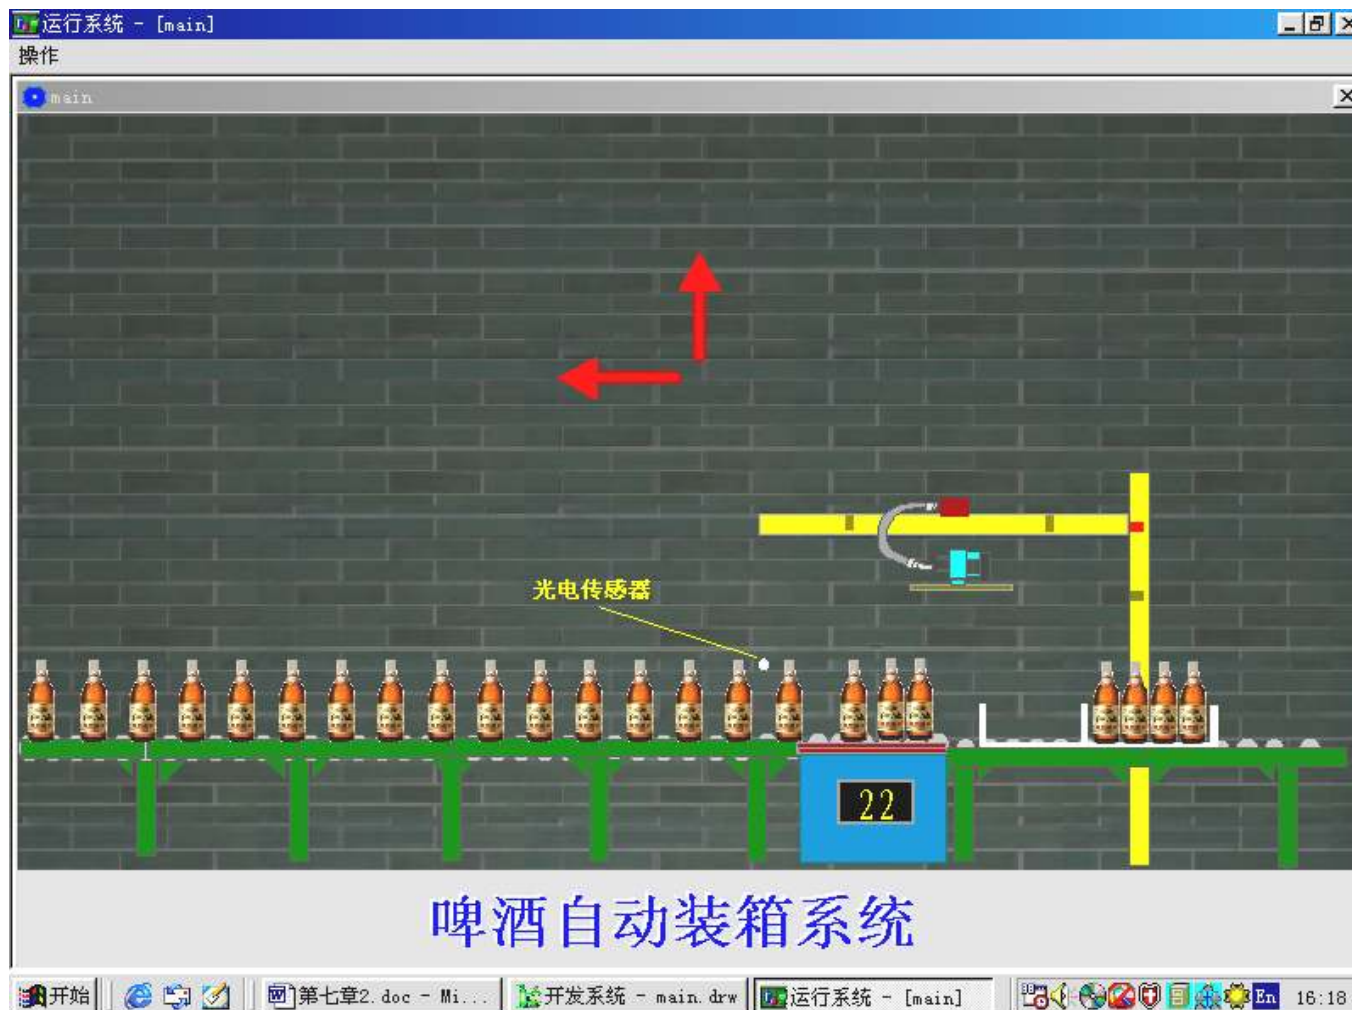 运行系统 - [main]
操作
main
光电传感器
22
啤酒自动装箱系统
开始 第七章2.doc - Mi... 开发系统 - main.drw 运行系统 - [main] En 16:18